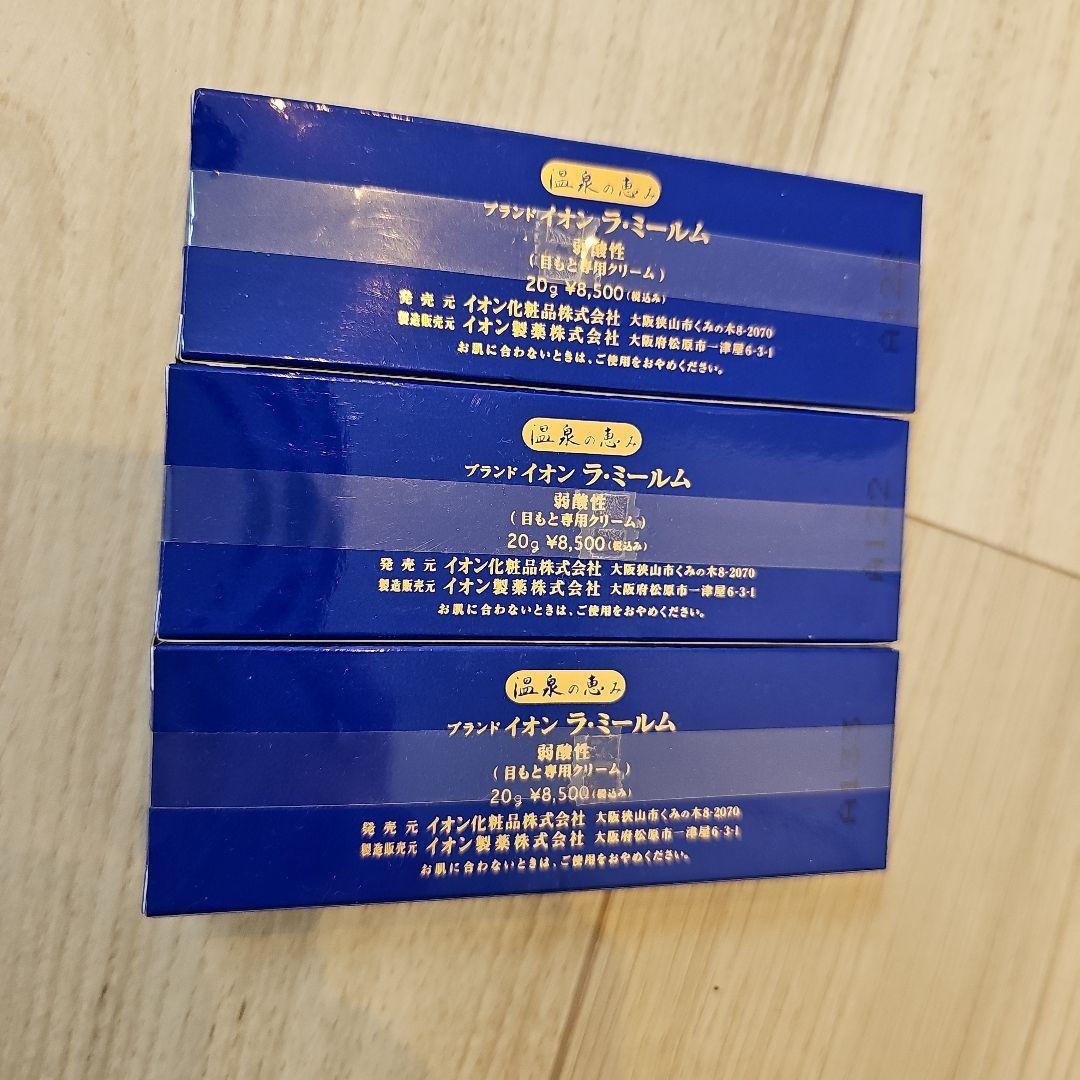 温泉の恵み
ブランド イオン ラ・ミールム
弱酸性
(目もと専用クリーム)
20g ¥8,500(税込み)
発売元 イオン化粧品株式会社 大阪狭山市くみの木8-2070
製造販売元 イオン製薬株式会社 大阪府松原市一津屋6-3-1
お肌に合わないときは、ご使用をおやめください。
A122
温泉の恵み
ブランド イオン ラ・ミールム
弱酸性
(目もと専用クリーム)
20g ¥8,500(税込み)
発売元 イオン化粧品株式会社 大阪狭山市くみの木8-2070
製造販売元 イオン製薬株式会社 大阪府松原市一津屋6-3-1
お肌に合わないときは、ご使用をおやめください。
A122
温泉の恵み
ブランド イオン ラ・ミールム
弱酸性
(目もと専用クリーム)
20g ¥8,500(税込み)
発売元 イオン化粧品株式会社 大阪狭山市くみの木8-2070
製造販売元 イオン製薬株式会社 大阪府松原市一津屋6-3-1
お肌に合わないときは、ご使用をおやめください。